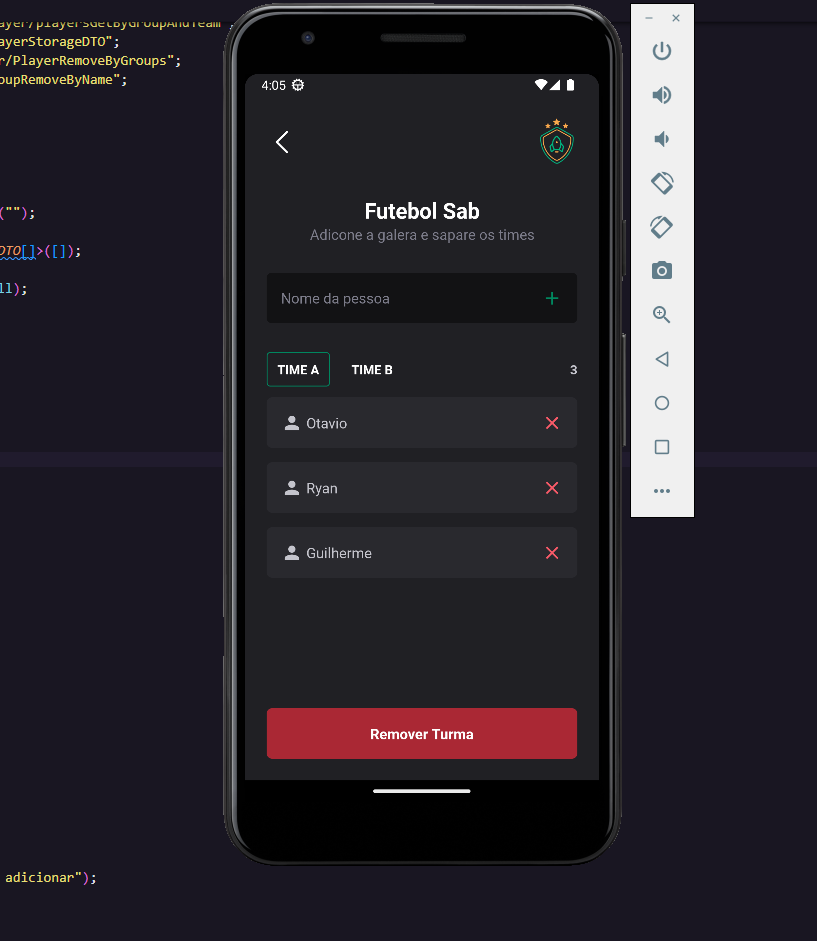 ayer/playersGetByGroupAndTeam";
ayerStorageDTO";
r/PlayerRemoveByGroups";
oupRemoveByName";
("");
DTO[]>([]);
ll);
adicionar");
4:05
Futebol Sab
Adicione a galera e sapare os times
Nome da pessoa
TIME A TIME B 3
Otavio
Ryan
Guilherme
Remover Turma